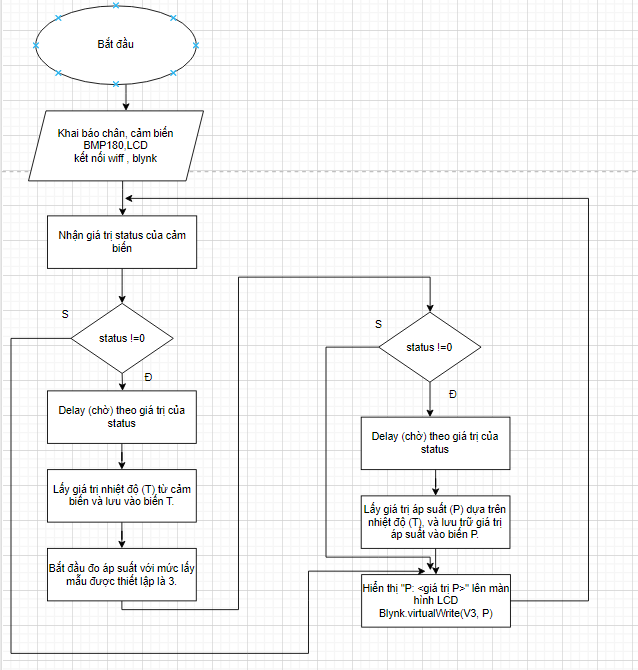 Bắt đầu
Khai báo chân, cảm biến
BMP180,LCD
kết nối wiff , blynk
Nhận giá trị status của cảm
biến
S
status !=0
Đ
Delay (chờ) theo giá trị của
status
Lấy giá trị nhiệt độ (T) từ cảm
biến và lưu vào biến T.
Bắt đầu đo áp suất với mức lấy
mẫu được thiết lập là 3.
S
status !=0
Đ
Delay (chờ) theo giá trị của
status
Lấy giá trị áp suất (P) dựa trên
nhiệt độ (T), và lưu trữ giá trị
áp suất vào biến P.
Hiển thị "P: <giá trị P>" lên màn
hình LCD
Blynk.virtualWrite(V3, P)